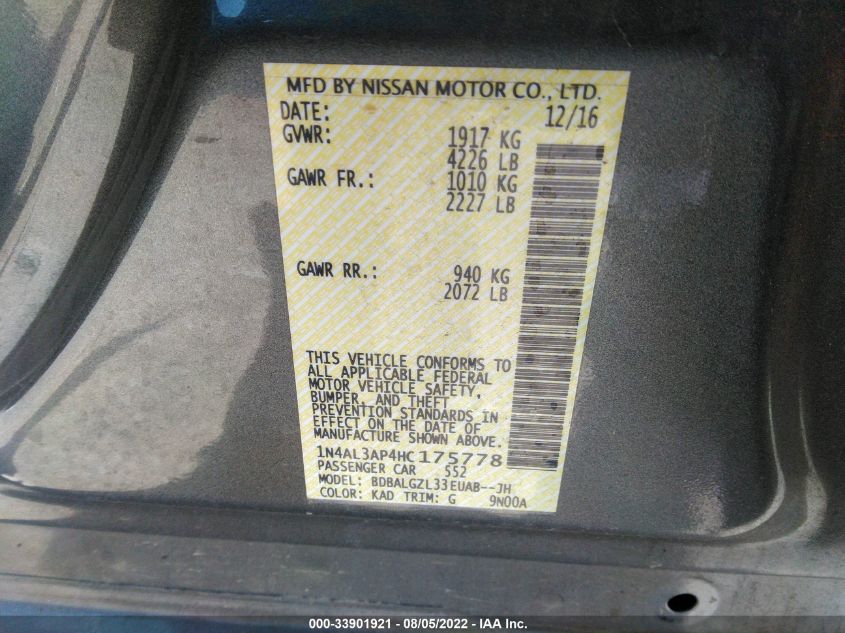 MFD BY NISSAN MOTOR CO., LTD.
DATE: 12/16
GVWR: 1917 KG
4226 LB
GAWR FR.: 1010 KG
2227 LB
GAWR RR.: 940 KG
2072 LB
THIS VEHICLE CONFORMS TO
ALL APPLICABLE FEDERAL
MOTOR VEHICLE SAFETY,
BUMPER, AND THEFT
PREVENTION STANDARDS IN
EFFECT ON THE DATE OF
MANUFACTURE SHOWN ABOVE.
1N4AL3AP4HC175778
PASSENGER CAR 552
MODEL: BDBALGZL33EUAB--JH
COLOR: KAD TRIM: G 9N00A
000-33901921 - 08/05/2022 - IAA Inc.